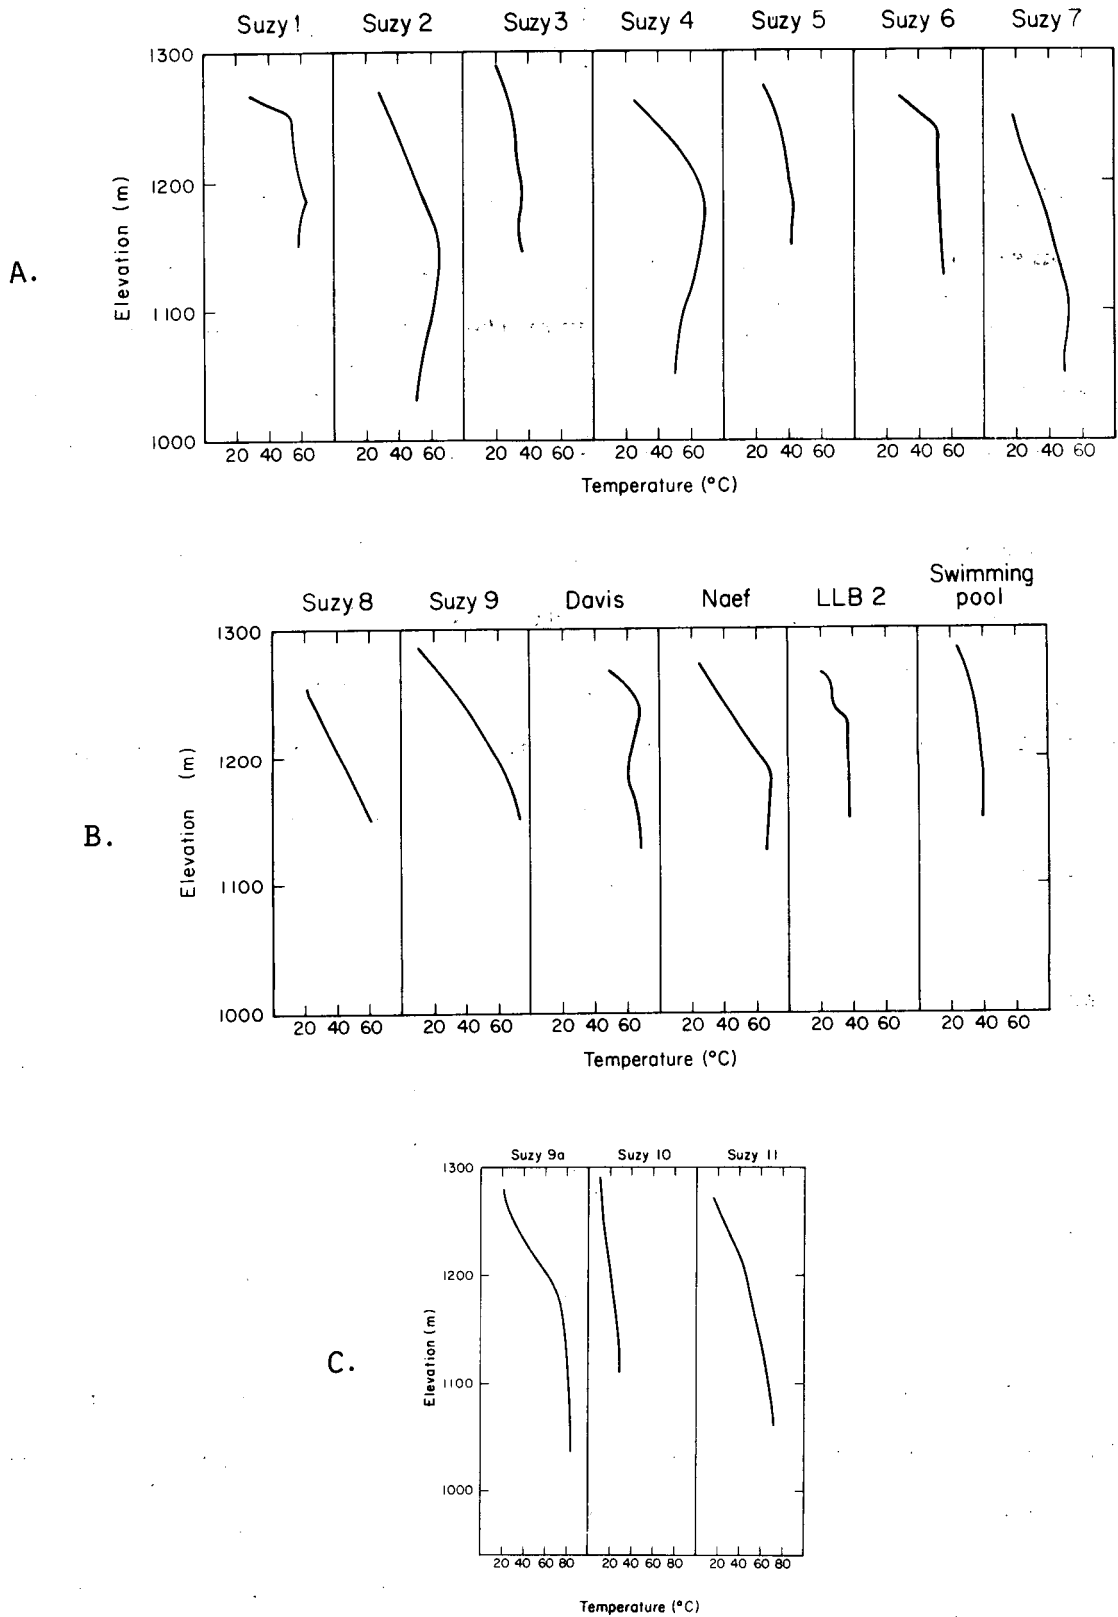 Suzy 1 Suzy 2 Suzy 3 Suzy 4 Suzy 5 Suzy 6 Suzy 7
1300
1200
1100
1000
Elevation (m)
A.
20 40 60 20 40 60 20 40 60 20 40 60 20 40 60 20 40 60 20 40 60
Temperature (°C)
Swimming
pool
Suzy 8 Suzy 9 Davis Naef LLB 2
1300
1200
1100
1000
Elevation (m)
B.
20 40 60 20 40 60 20 40 60 20 40 60 20 40 60 20 40 60
Temperature (°C)
Suzy 9a Suzy 10 Suzy 11
1300
1200
1100
1000
Elevation (m)
C.
20 40 60 80 20 40 60 80 20 40 60 80
Temperature (°C)